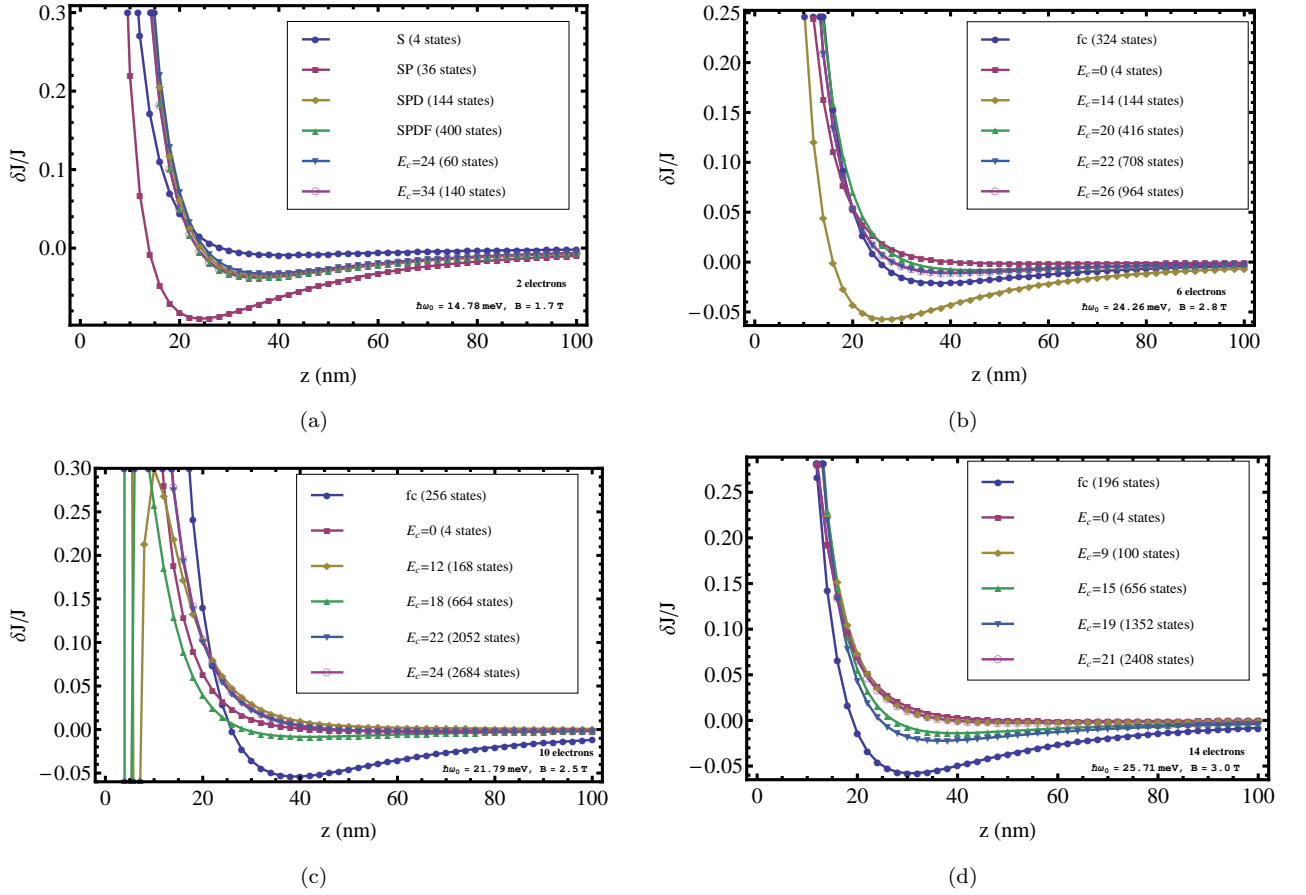 0.3
0.2
0.1
0.0
δJ/J
S (4 states)
SP (36 states)
SPD (144 states)
SPDF (400 states)
E_c=24 (60 states)
E_c=34 (140 states)
2 electrons
ℏω₀ = 14.78 meV, B = 1.7 T
0 20 40 60 80 100
z (nm)
(a)
0.25
0.20
0.15
0.10
0.05
0.00
−0.05
δJ/J
fc (324 states)
E_c=0 (4 states)
E_c=14 (144 states)
E_c=20 (416 states)
E_c=22 (708 states)
E_c=26 (964 states)
6 electrons
ℏω₀ = 24.26 meV, B = 2.8 T
0 20 40 60 80 100
z (nm)
(b)
0.30
0.25
0.20
0.15
0.10
0.05
0.00
−0.05
δJ/J
fc (256 states)
E_c=0 (4 states)
E_c=12 (168 states)
E_c=18 (664 states)
E_c=22 (2052 states)
E_c=24 (2684 states)
10 electrons
ℏω₀ = 21.79 meV, B = 2.5 T
0 20 40 60 80 100
z (nm)
(c)
0.25
0.20
0.15
0.10
0.05
0.00
−0.05
δJ/J
fc (196 states)
E_c=0 (4 states)
E_c=9 (100 states)
E_c=15 (656 states)
E_c=19 (1352 states)
E_c=21 (2408 states)
14 electrons
ℏω₀ = 25.71 meV, B = 3.0 T
0 20 40 60 80 100
z (nm)
(d)